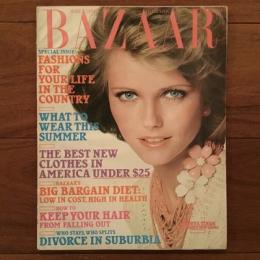 BAZAAR
SPECIAL ISSUE
FASHIONS
FOR
YOUR LIFE
IN THE
COUNTRY
WHAT TO
WEAR THIS
SUMMER
THE BEST NEW
CLOTHES IN
AMERICA UNDER $25
BAZAAR'S
BIG BARGAIN DIET:
LOW IN COST, HIGH IN HEALTH
HOW TO
KEEP YOUR HAIR
FROM FALLING OUT
WHO STAYS, WHO SPLITS
DIVORCE IN SUBURBIA